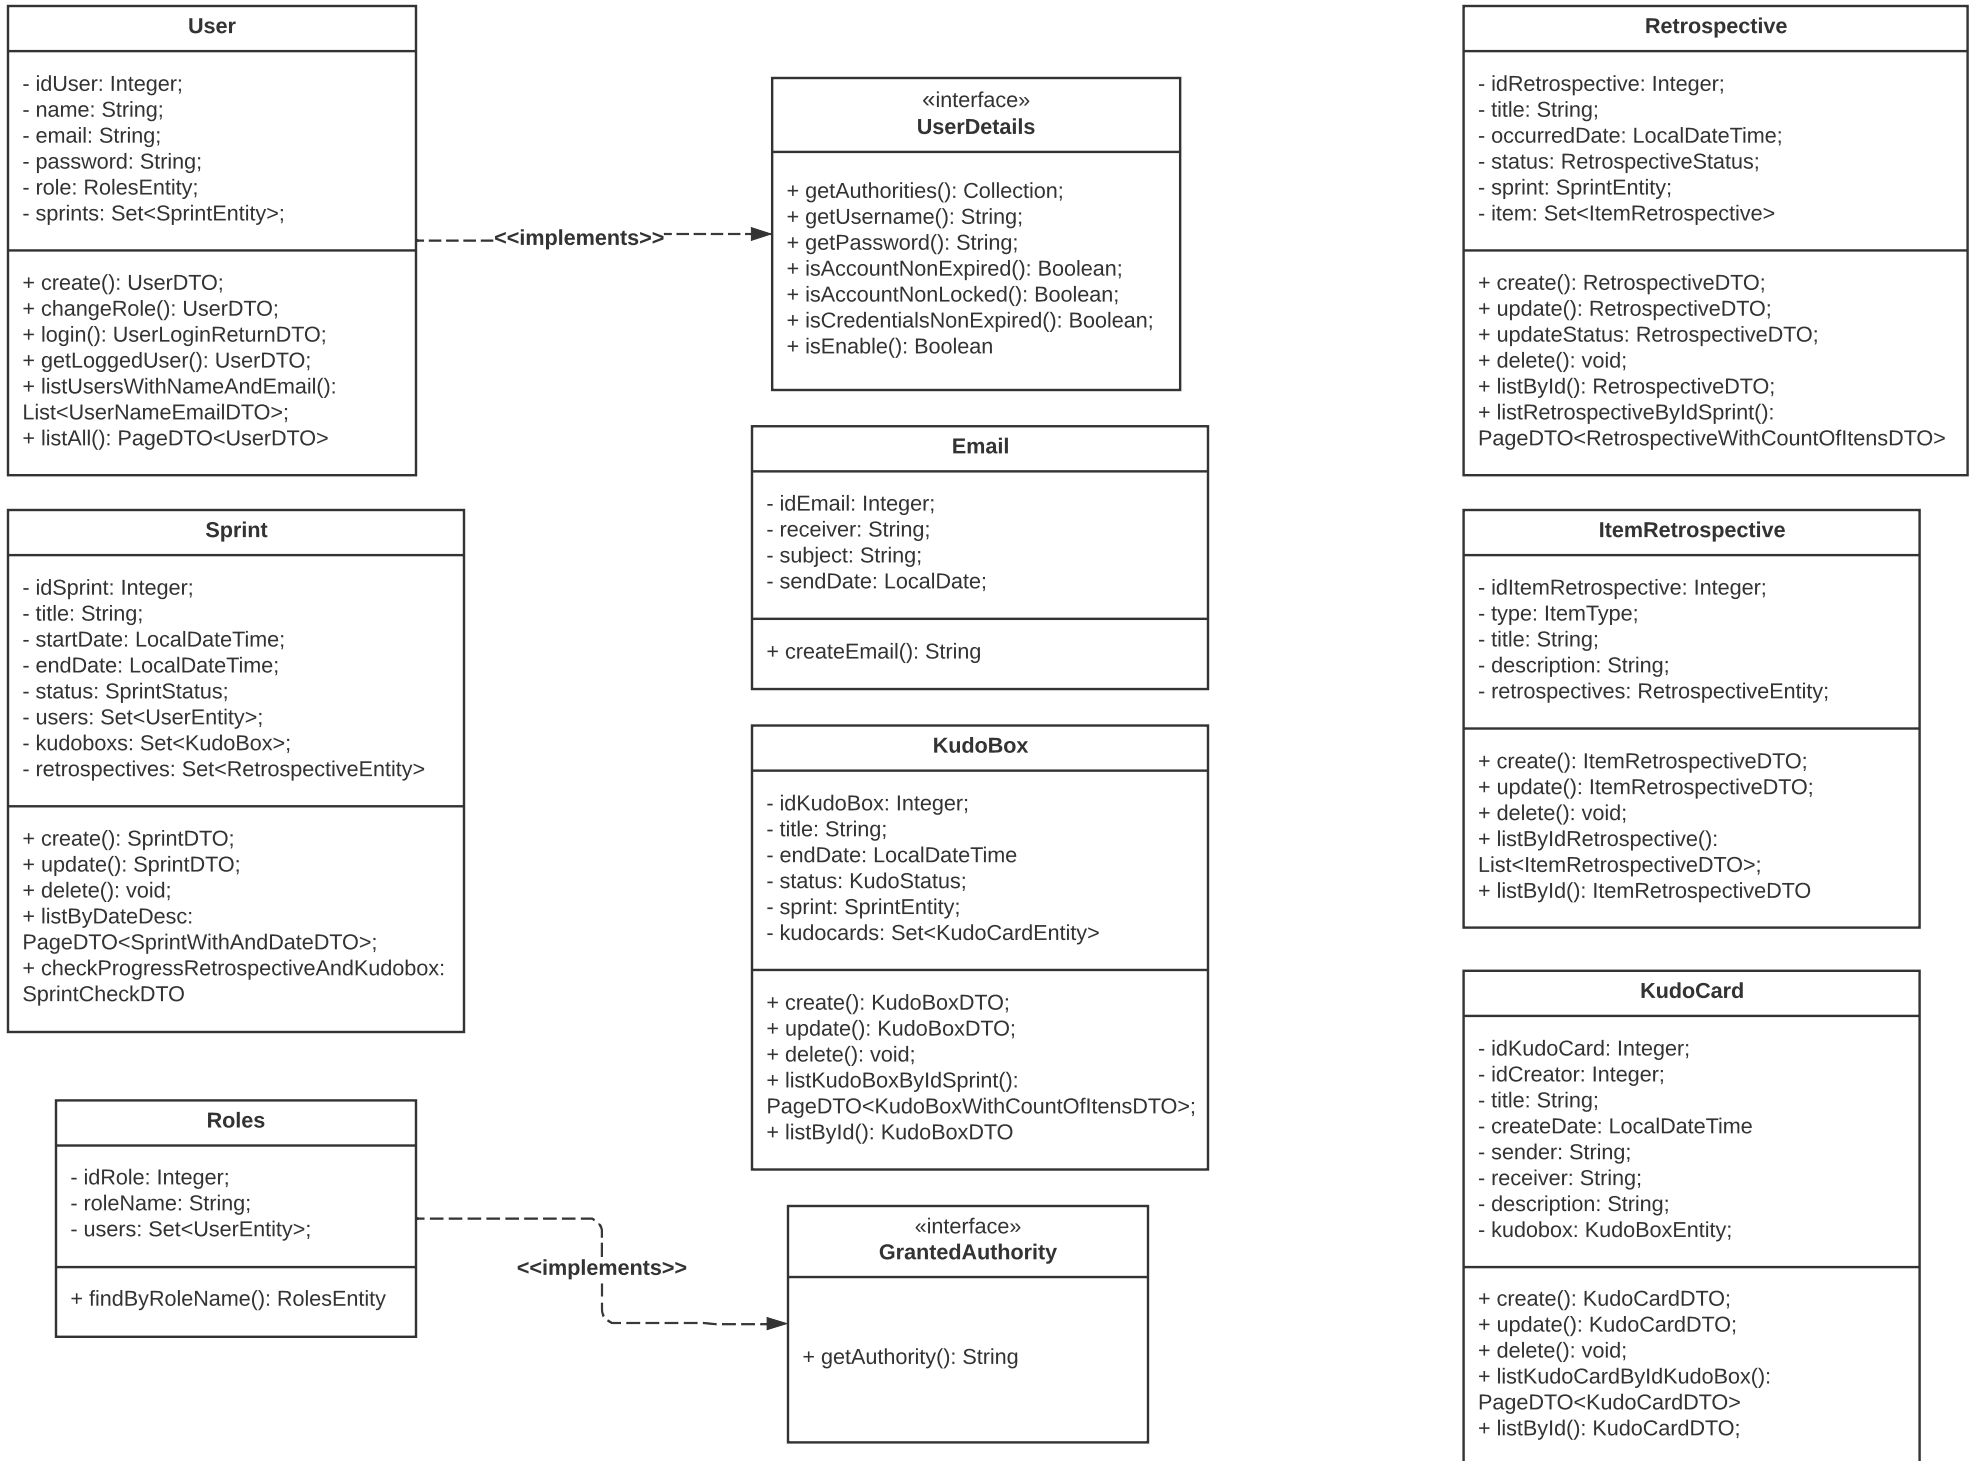 User
- idUser: Integer;
- name: String;
- email: String;
- password: String;
- role: RolesEntity;
- sprints: Set<SprintEntity>;
+ create(): UserDTO;
+ changeRole(): UserDTO;
+ login(): UserLoginReturnDTO;
+ getLoggedUser(): UserDTO;
+ listUsersWithNameAndEmail():
List<UserNameEmailDTO>;
+ listAll(): PageDTO<UserDTO>
<<implements>>
«interface»
UserDetails
+ getAuthorities(): Collection;
+ getUsername(): String;
+ getPassword(): String;
+ isAccountNonExpired(): Boolean;
+ isAccountNonLocked(): Boolean;
+ isCredentialsNonExpired(): Boolean;
+ isEnable(): Boolean
Retrospective
- idRetrospective: Integer;
- title: String;
- occurredDate: LocalDateTime;
- status: RetrospectiveStatus;
- sprint: SprintEntity;
- item: Set<ItemRetrospective>
+ create(): RetrospectiveDTO;
+ update(): RetrospectiveDTO;
+ updateStatus: RetrospectiveDTO;
+ delete(): void;
+ listById(): RetrospectiveDTO;
+ listRetrospectiveByIdSprint():
PageDTO<RetrospectiveWithCountOfItensDTO>
Sprint
- idSprint: Integer;
- title: String;
- startDate: LocalDateTime;
- endDate: LocalDateTime;
- status: SprintStatus;
- users: Set<UserEntity>;
- kudoboxs: Set<KudoBox>;
- retrospectives: Set<RetrospectiveEntity>
+ create(): SprintDTO;
+ update(): SprintDTO;
+ delete(): void;
+ listByDateDesc:
PageDTO<SprintWithAndDateDTO>;
+ checkProgressRetrospectiveAndKudobox:
SprintCheckDTO
Email
- idEmail: Integer;
- receiver: String;
- subject: String;
- sendDate: LocalDate;
+ createEmail(): String
ItemRetrospective
- idItemRetrospective: Integer;
- type: ItemType;
- title: String;
- description: String;
- retrospectives: RetrospectiveEntity;
+ create(): ItemRetrospectiveDTO;
+ update(): ItemRetrospectiveDTO;
+ delete(): void;
+ listByIdRetrospective():
List<ItemRetrospectiveDTO>;
+ listById(): ItemRetrospectiveDTO
KudoBox
- idKudoBox: Integer;
- title: String;
- endDate: LocalDateTime
- status: KudoStatus;
- sprint: SprintEntity;
- kudocards: Set<KudoCardEntity>
+ create(): KudoBoxDTO;
+ update(): KudoBoxDTO;
+ delete(): void;
+ listKudoBoxByIdSprint():
PageDTO<KudoBoxWithCountOfItensDTO>;
+ listById(): KudoBoxDTO
Roles
- idRole: Integer;
- roleName: String;
- users: Set<UserEntity>;
+ findByRoleName(): RolesEntity
<<implements>>
«interface»
GrantedAuthority
+ getAuthority(): String
KudoCard
- idKudoCard: Integer;
- idCreator: Integer;
- title: String;
- createDate: LocalDateTime
- sender: String;
- receiver: String;
- description: String;
- kudobox: KudoBoxEntity;
+ create(): KudoCardDTO;
+ update(): KudoCardDTO;
+ delete(): void;
+ listKudoCardByIdKudoBox():
PageDTO<KudoCardDTO>
+ listById(): KudoCardDTO;